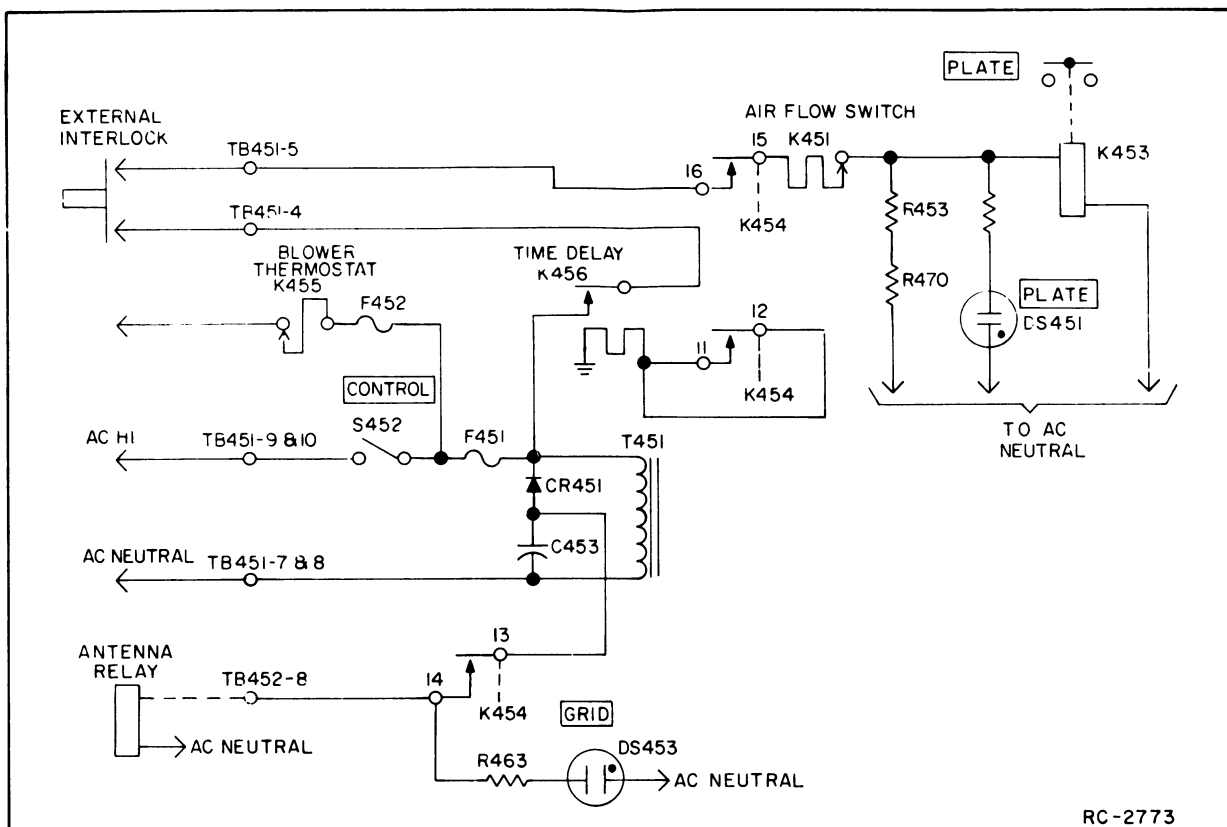 PLATE
EXTERNAL
INTERLOCK
AIR FLOW SWITCH
TB451-5
15
K451
K453
16
K454
R453
TB451-4
BLOWER
THERMOSTAT
K455
F452
TIME DELAY
K456
R470
PLATE
DS451
12
11
K454
CONTROL
AC HI
TB451-9 & 10
S452
F451
T451
TO AC
NEUTRAL
CR451
C453
AC NEUTRAL
TB451-7 & 8
13
ANTENNA
RELAY
TB452-8
14
K454
GRID
AC NEUTRAL
R463
DS453
AC NEUTRAL
RC-2773